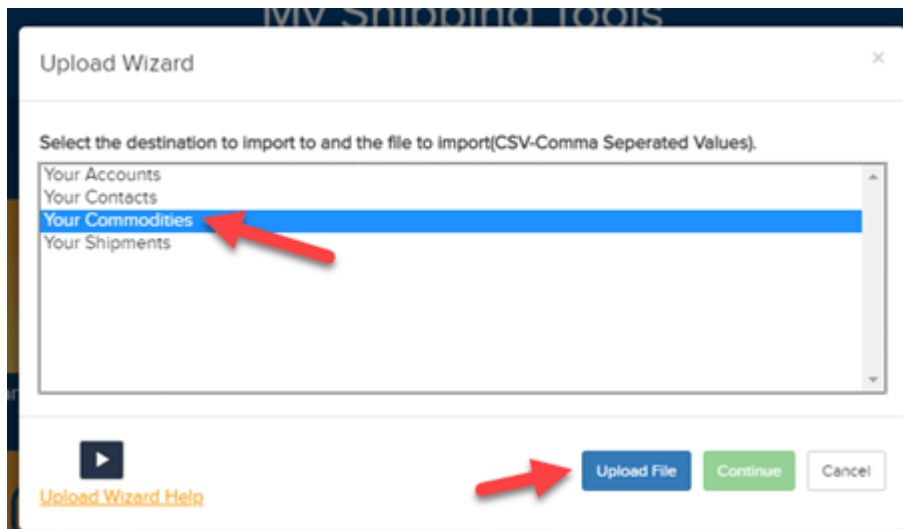 My Shipping Tools
Upload Wizard
×
Select the destination to import to and the file to import(CSV-Comma Seperated Values).
Your Accounts
Your Contacts
Your Commodities
Your Shipments
Upload File
Continue
Cancel
Upload Wizard Help